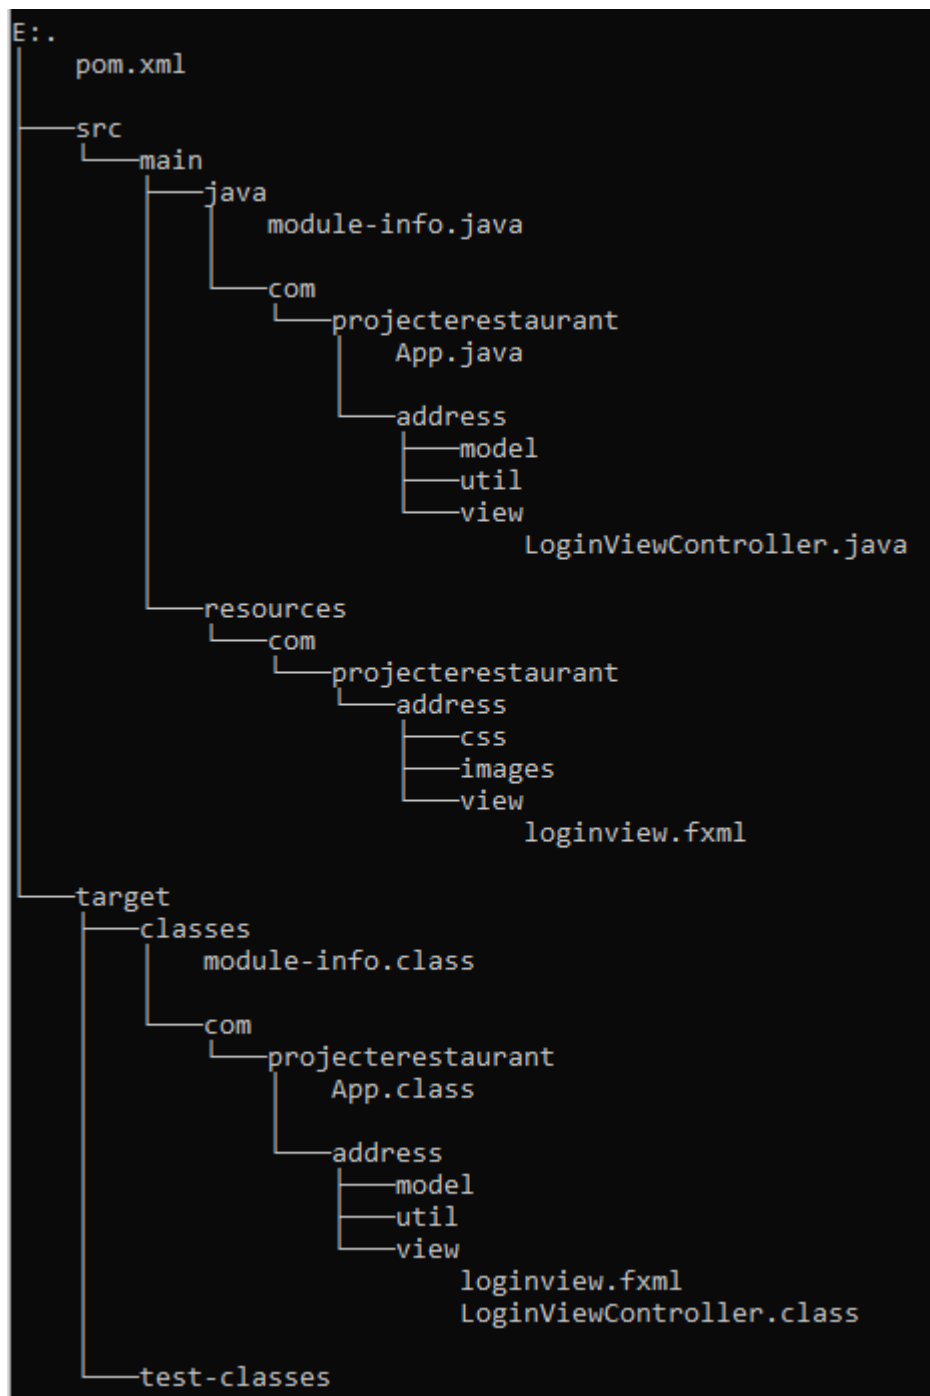 E:.
pom.xml
src
main
java
module-info.java
com
projecterestaurant
App.java
address
model
util
view
LoginViewController.java
resources
com
projecterestaurant
address
css
images
view
loginview.fxml
target
classes
module-info.class
com
projecterestaurant
App.class
address
model
util
view
loginview.fxml
LoginViewController.class
test-classes